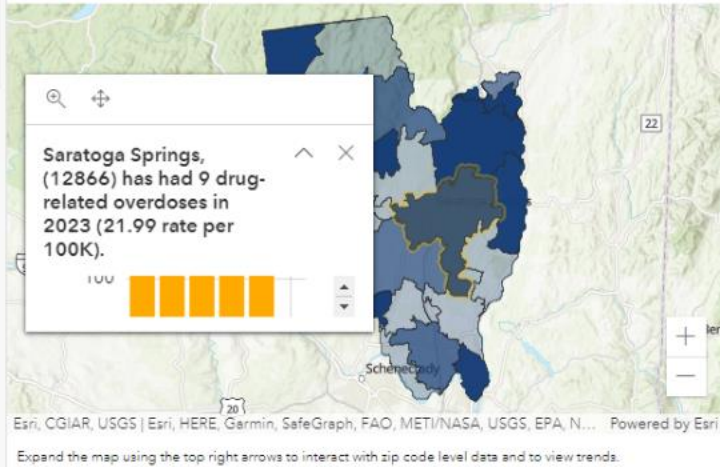 22
Saratoga Springs,
(12866) has had 9 drug-
related overdoses in
2023 (21.99 rate per
100K).
100
Schenectady
20
+
−
Esri, CGIAR, USGS | Esri, HERE, Garmin, SafeGraph, FAO, METI/NASA, USGS, EPA, N... Powered by Esri
Expand the map using the top right arrows to interact with zip code level data and to view trends.